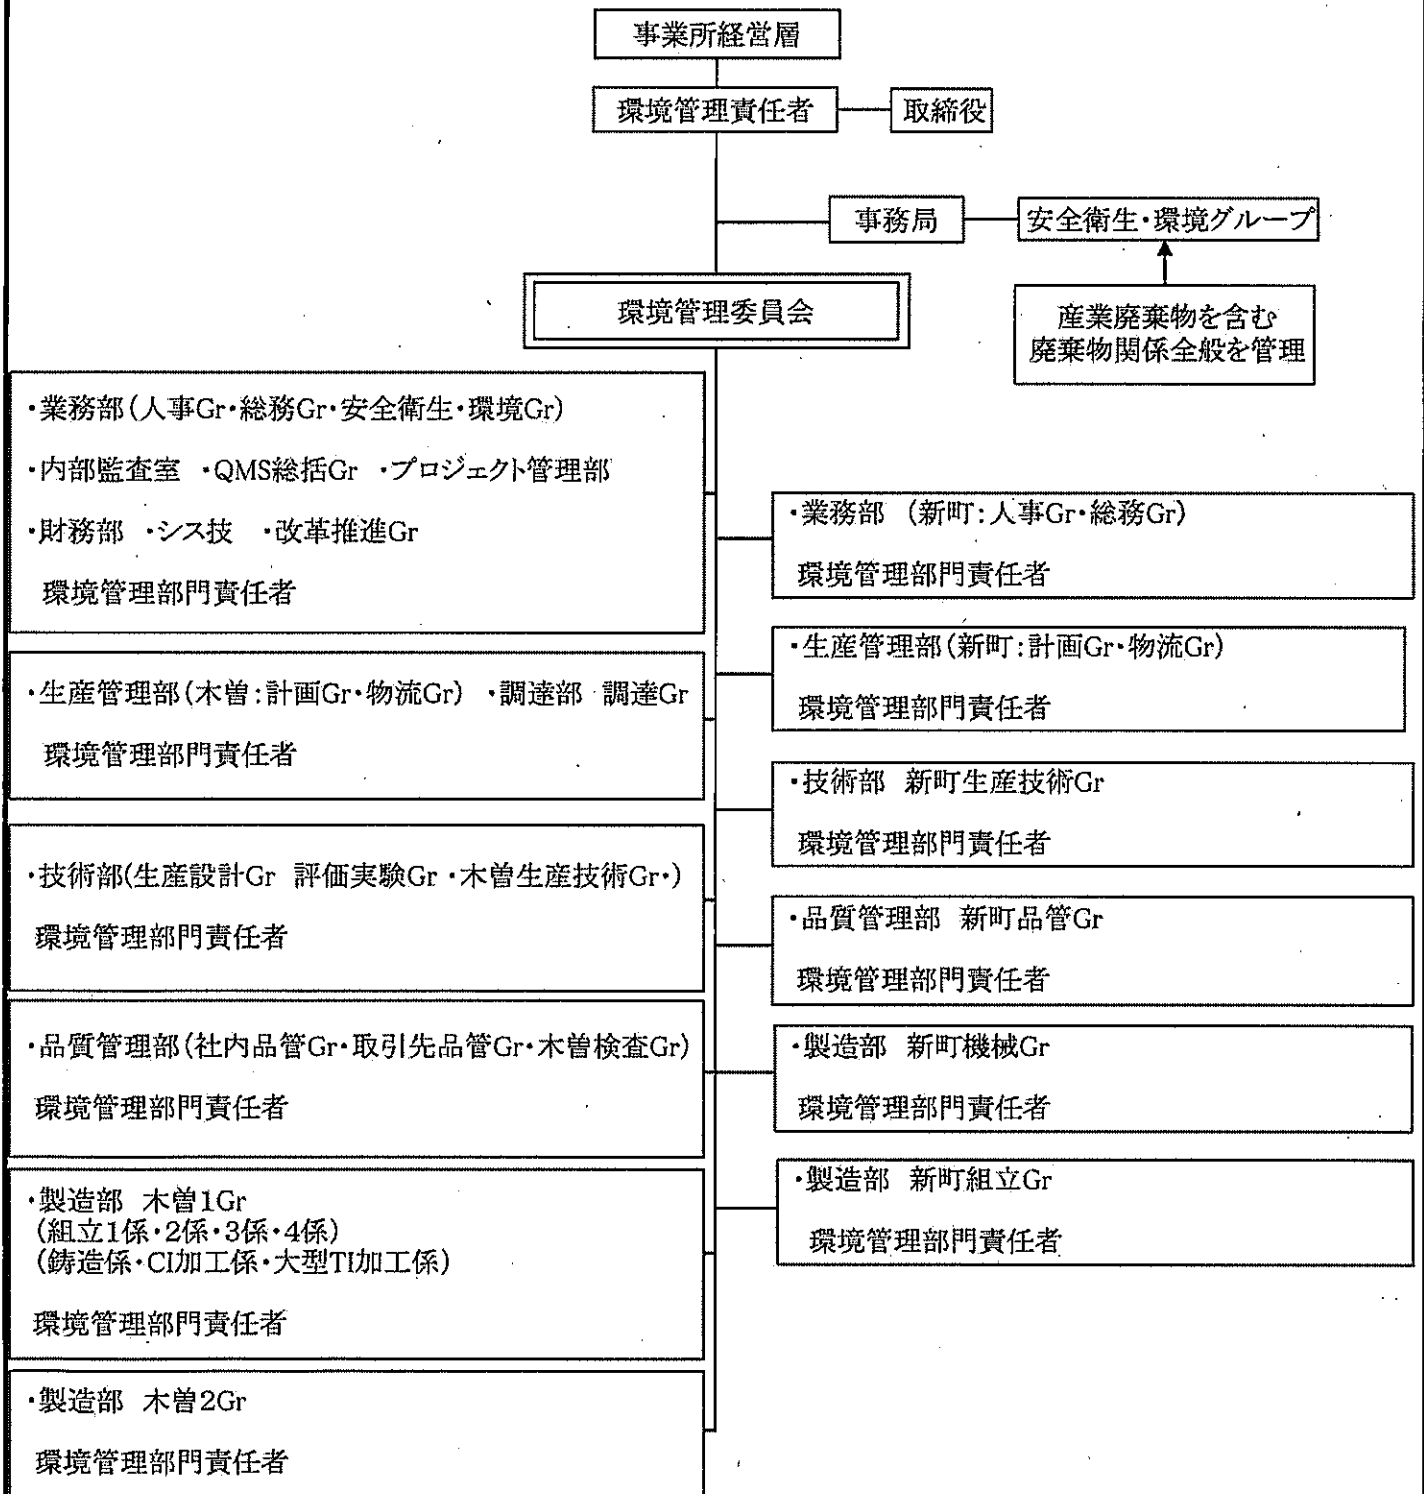 事業所経営層
環境管理責任者
取締役
事務局
安全衛生・環境グループ
環境管理委員会
産業廃棄物を含む
廃棄物関係全般を管理
・業務部(人事Gr・総務Gr・安全衛生・環境Gr)
・内部監査室 ・QMS総括Gr ・プロジェクト管理部
・財務部 ・シス技 ・改革推進Gr
環境管理部門責任者
・生産管理部(木曽:計画Gr・物流Gr) ・調達部 調達Gr
環境管理部門責任者
・技術部(生産設計Gr 評価実験Gr ・木曽生産技術Gr・)
環境管理部門責任者
・品質管理部(社内品管Gr・取引先品管Gr・木曽検査Gr)
環境管理部門責任者
・製造部 木曽1Gr
(組立1係・2係・3係・4係)
(鋳造係・CI加工係・大型TI加工係)
環境管理部門責任者
・製造部 木曽2Gr
環境管理部門責任者
・業務部 (新町:人事Gr・総務Gr)
環境管理部門責任者
・生産管理部(新町:計画Gr・物流Gr)
環境管理部門責任者
・技術部 新町生産技術Gr
環境管理部門責任者
・品質管理部 新町品管Gr
環境管理部門責任者
・製造部 新町機械Gr
環境管理部門責任者
・製造部 新町組立Gr
環境管理部門責任者